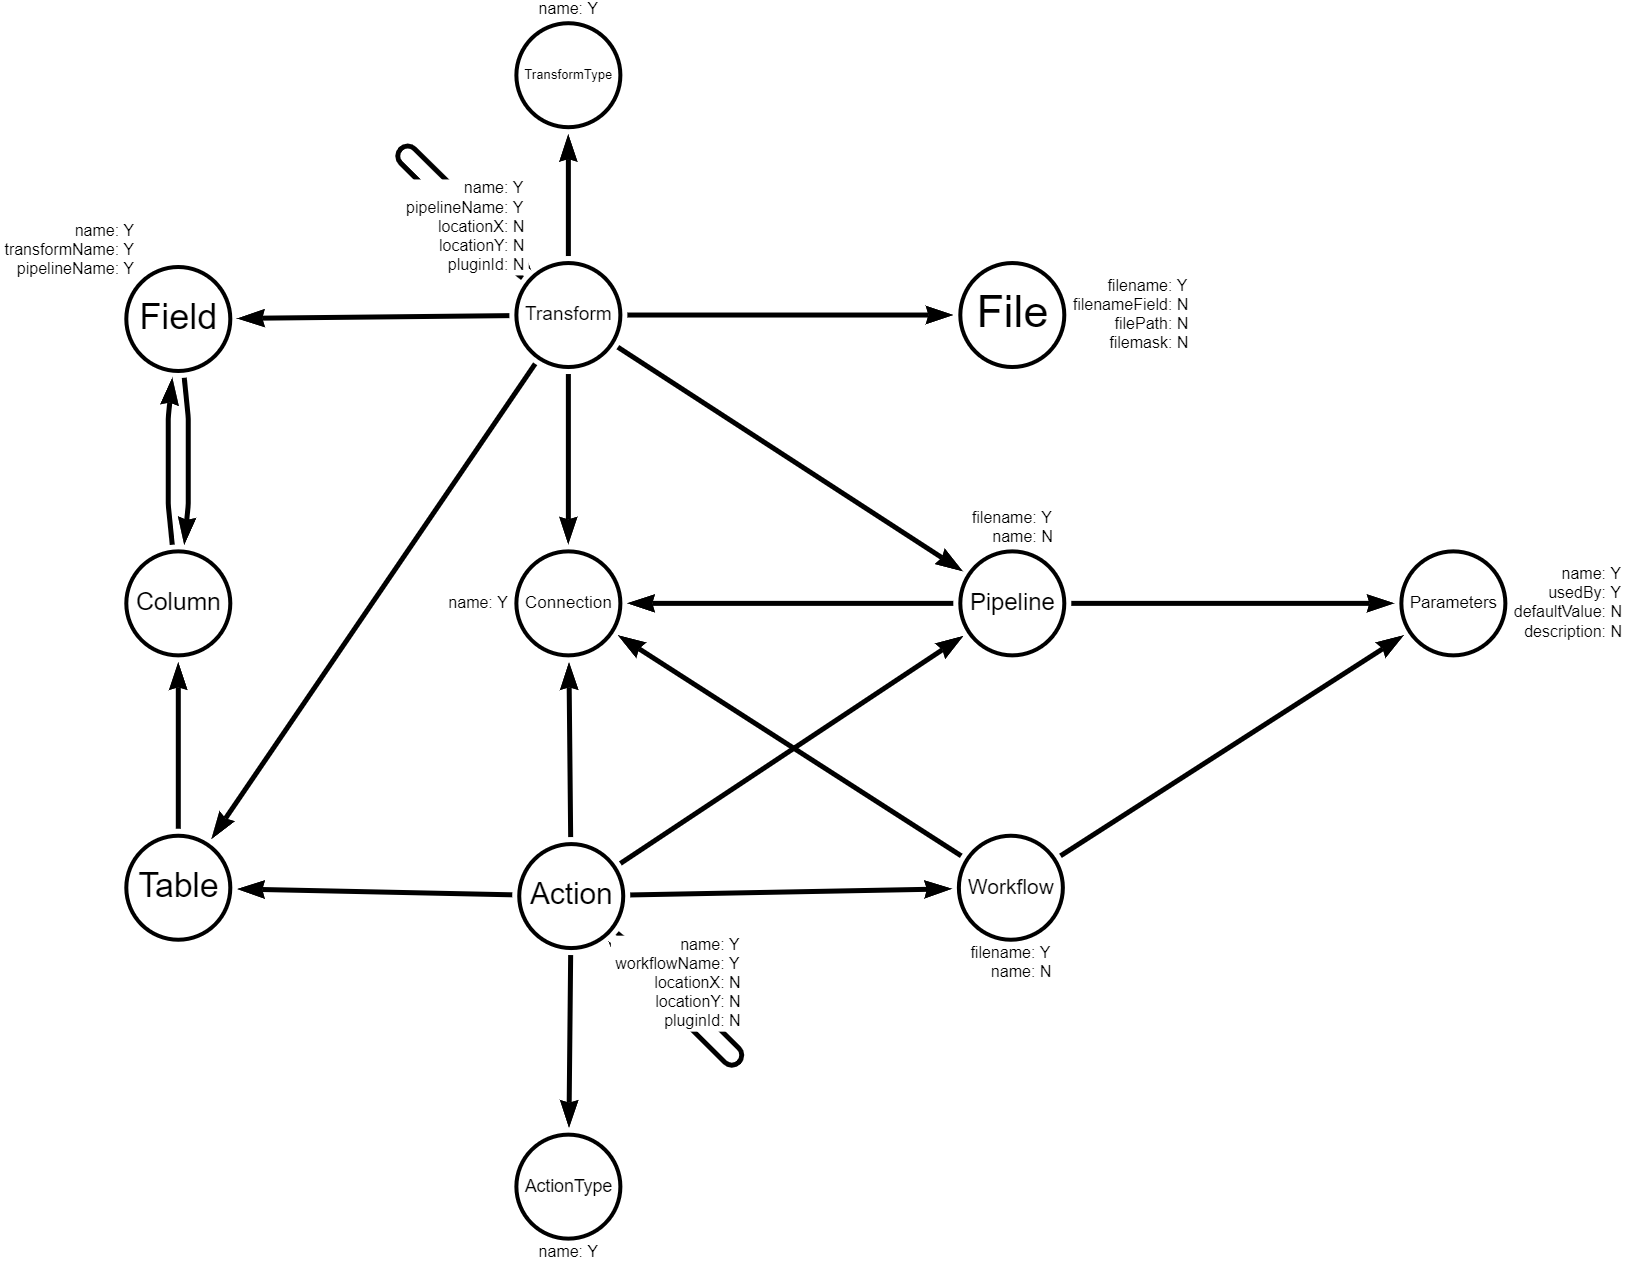 name: Y
TransformType
name: Y
pipelineName: Y
locationX: N
locationY: N
pluginId: N
name: Y
transformName: Y
pipelineName: Y
Field
Transform
File
filename: Y
filenameField: N
filePath: N
filemask: N
filename: Y
name: N
Column
name: Y
Connection
Pipeline
Parameters
name: Y
usedBy: Y
defaultValue: N
description: N
Table
Action
Workflow
name: Y
workflowName: Y
locationX: N
locationY: N
pluginId: N
filename: Y
name: N
ActionType
name: Y